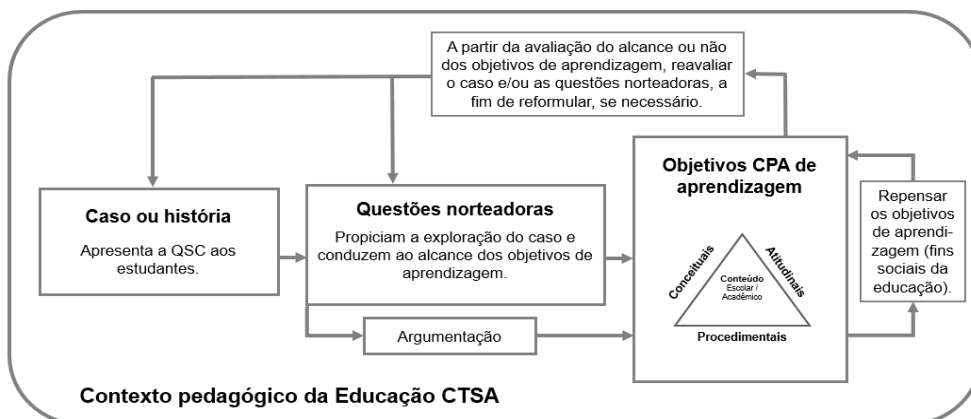 A partir da avaliação do alcance ou não
dos objetivos de aprendizagem, reavaliar
o caso e/ou as questões norteadoras, a
fim de reformular, se necessário.
Caso ou história
Apresenta a QSC aos
estudantes.
Questões norteadoras
Propiciam a exploração do caso e
conduzem ao alcance dos objetivos de
aprendizagem.
Argumentação
Objetivos CPA de
aprendizagem
Conceituais
Atitudinais
Conteúdo
Escolar /
Acadêmico
Procedimentais
Repensar
os objetivos
de aprendi-
zagem (fins
sociais da
educação).
Contexto pedagógico da Educação CTSA